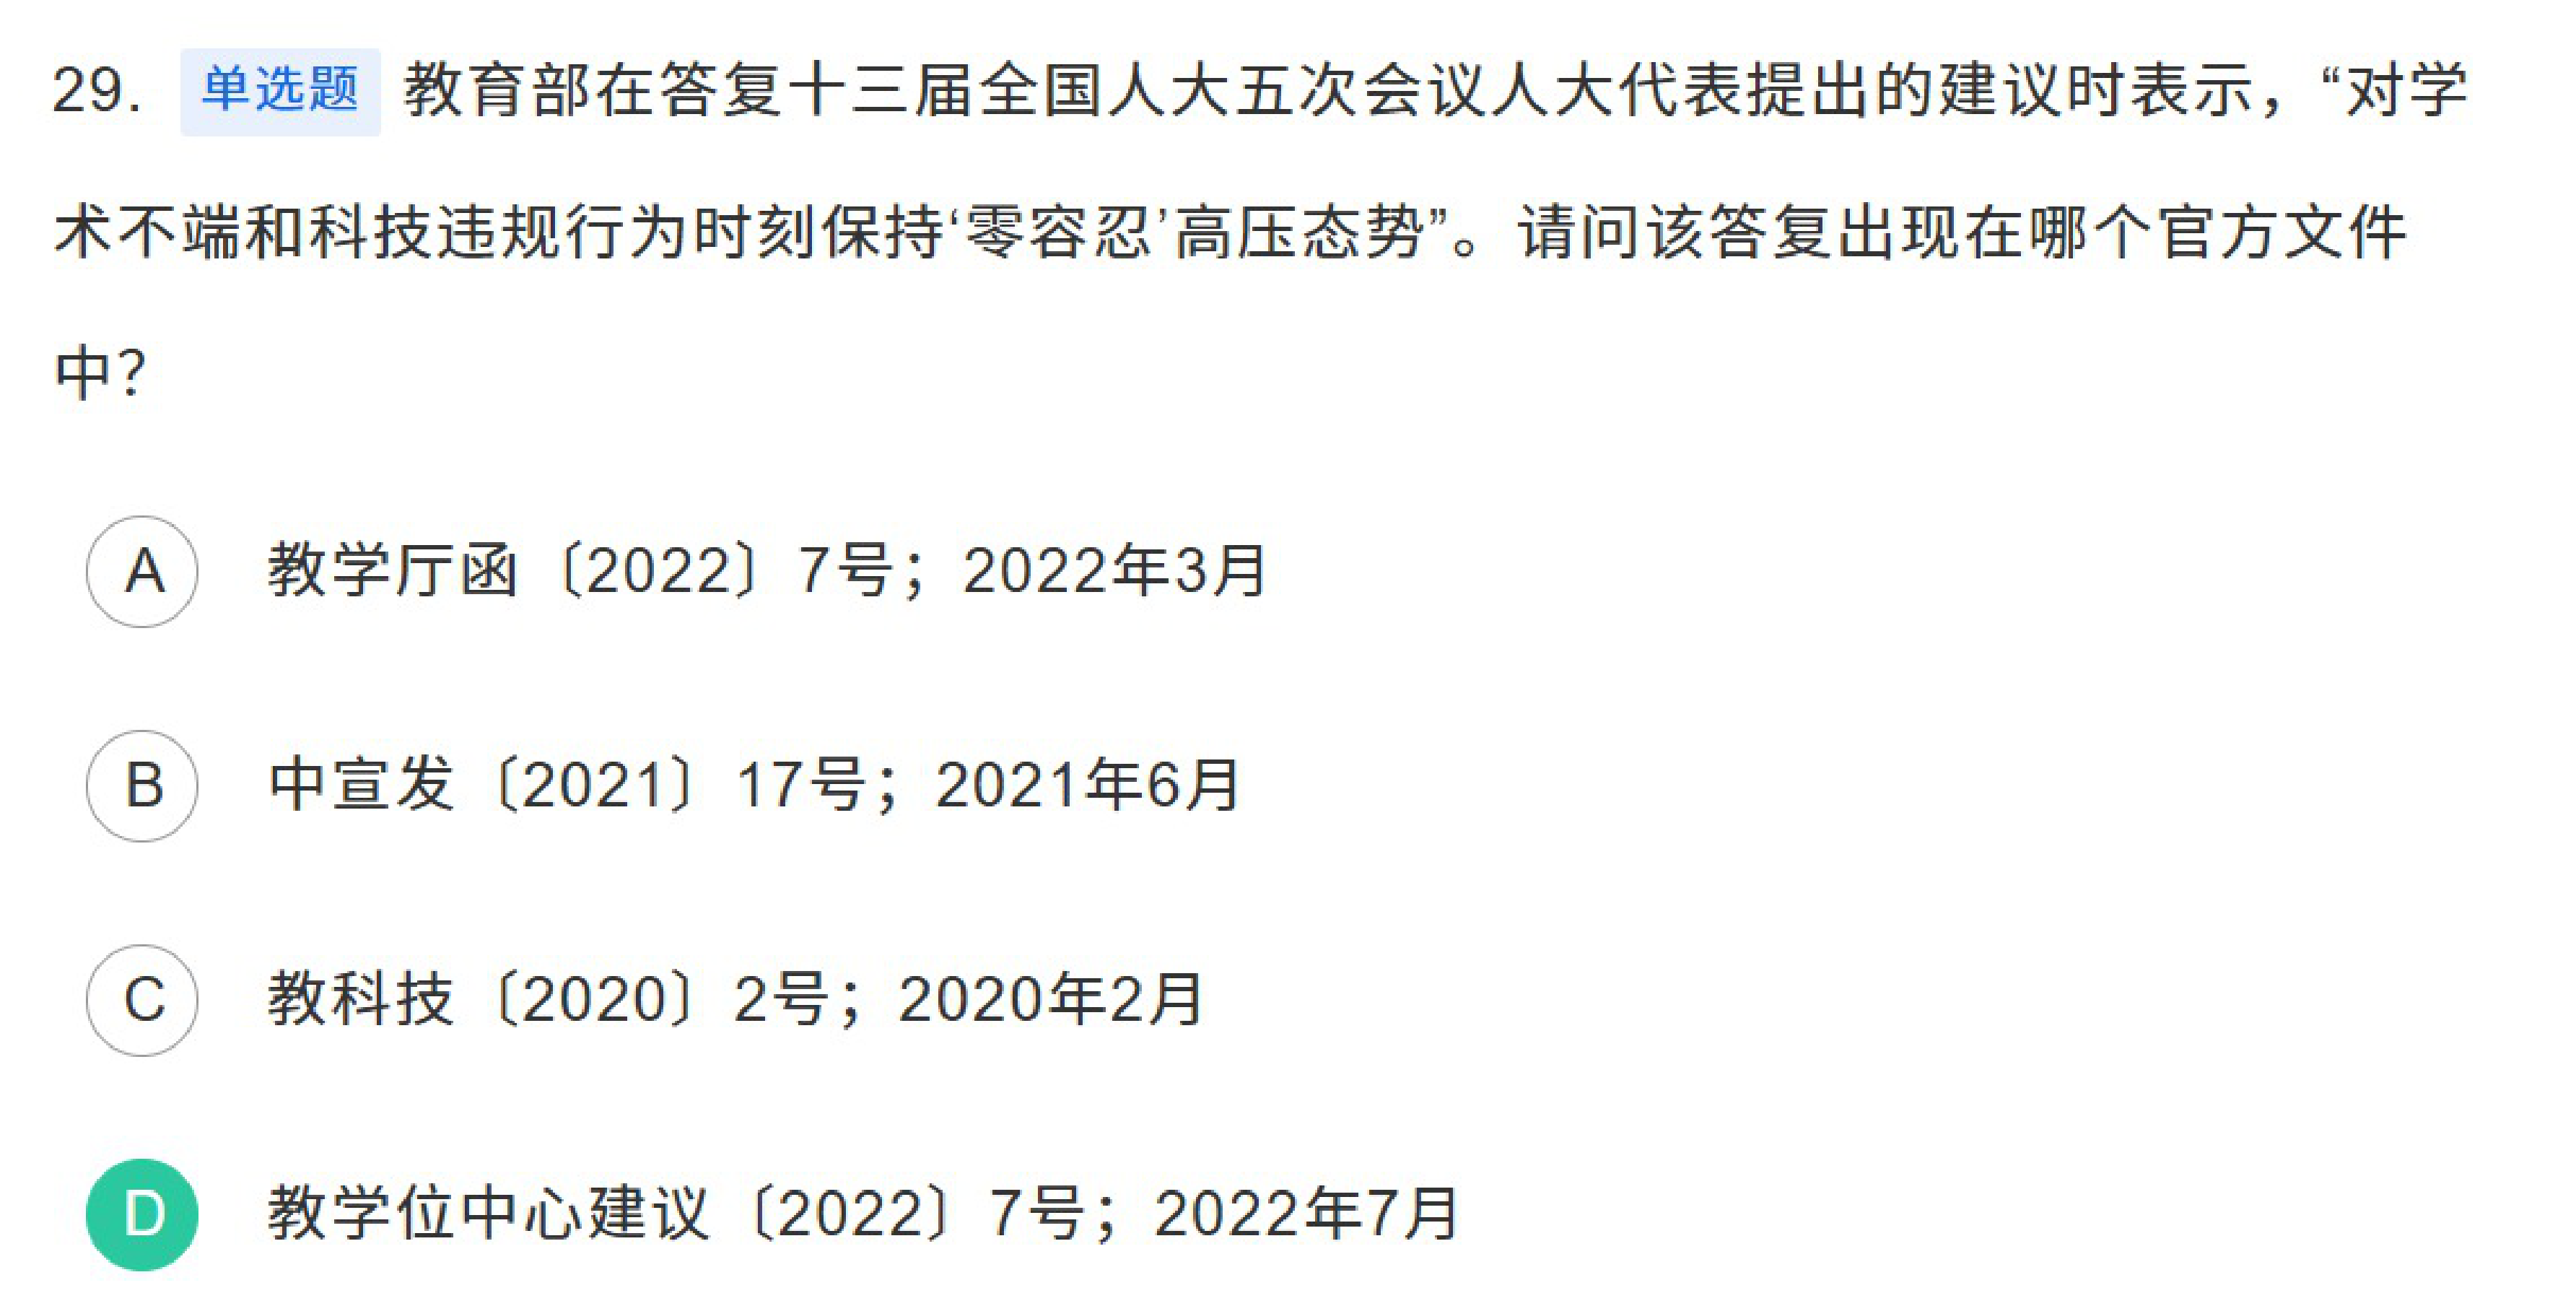 29. 单选题 教育部在答复十三届全国人大五次会议人大代表提出的建议时表示，“对学
术不端和科技违规行为时刻保持‘零容忍’高压态势”。请问该答复出现在哪个官方文件
中？
A 教学厅函〔2022〕7号；2022年3月
B 中宣发〔2021〕17号；2021年6月
C 教科技〔2020〕2号；2020年2月
D 教学位中心建议〔2022〕7号；2022年7月